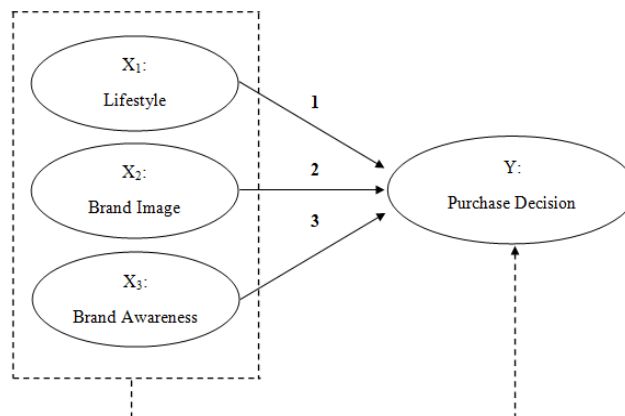 X₁:
Lifestyle
1
X₂:
Brand Image
2
X₃:
Brand Awareness
3
Y:
Purchase Decision